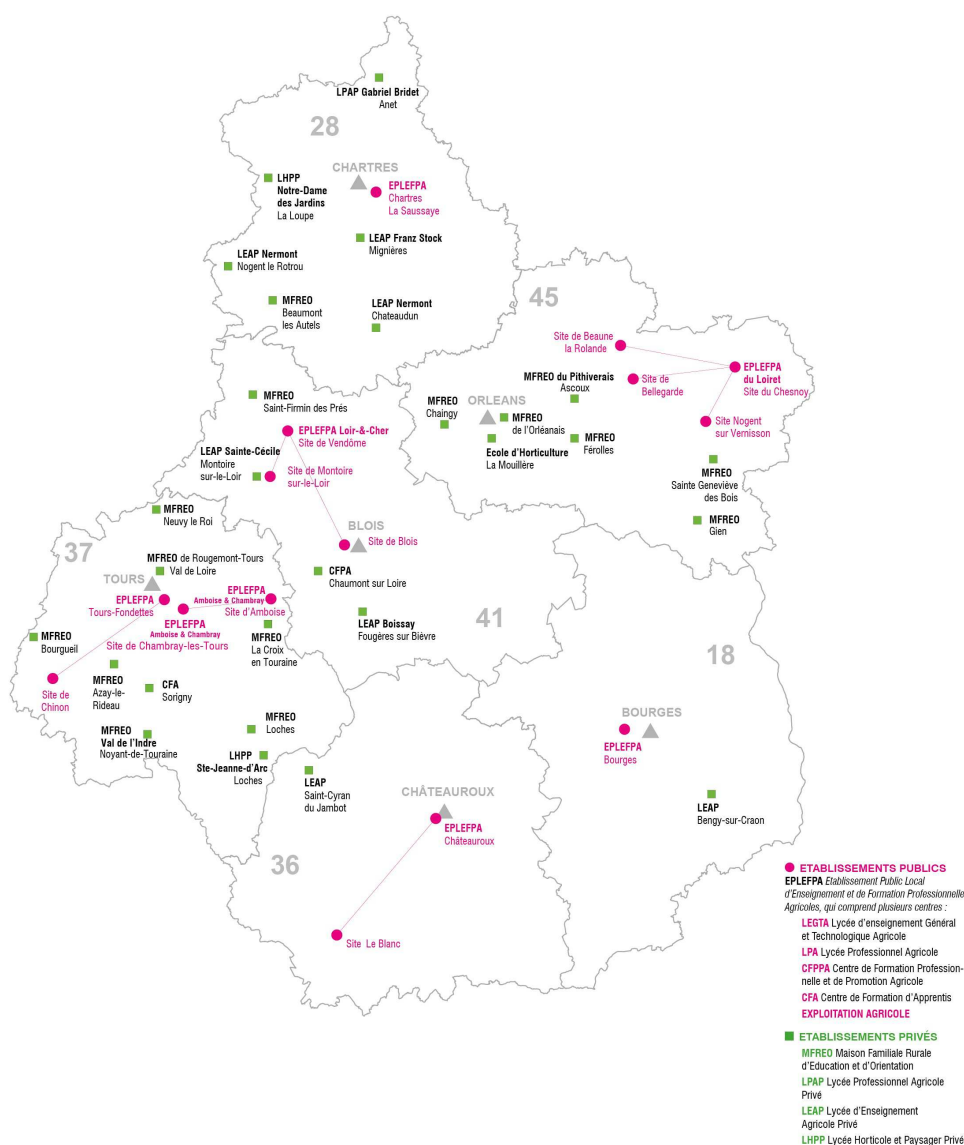 LPAP Gabriel Bridet
Anet
28
CHARTRES
LHPP
Notre-Dame
des Jardins
La Loupe
EPLEFPA
Chartres
La Saussaye
LEAP Franz Stock
Mignières
LEAP Nermont
Nogent le Rotrou
MFREO
Beaumont
les Autels
LEAP Nermont
Chateaudun
45
Site de Beaune
la Rolande
EPLEFPA
du Loiret
Site du Chesnoy
Site de
Bellegarde
Site Nogent
sur Vernisson
MFREO du Pithiverais
Ascoux
MFREO
Chaingy
ORLEANS
MFREO
de l'Orléanais
Ecole d'Horticulture
La Mouillère
MFREO
Férolles
MFREO
Sainte Geneviève
des Bois
MFREO
Gien
MFREO
Saint-Firmin des Prés
EPLEFPA Loir-&-Cher
Site de Vendôme
LEAP Sainte-Cécile
Montoire
sur-le-Loir
Site de Montoire
sur-le-Loir
BLOIS
Site de Blois
CFPA
Chaumont sur Loire
LEAP Boissay
Fougères sur Bièvre
41
MFREO
Neuvy le Roi
37
MFREO de Rougemont-Tours
Val de Loire
TOURS
EPLEFPA
Tours-Fondettes
EPLEFPA
Amboise & Chambray
Site d'Amboise
EPLEFPA
Amboise & Chambray
Site de Chambray-les-Tours
MFREO
Bourgueil
MFREO
La Croix
en Touraine
Site de
Chinon
MFREO
Azay-le-
Rideau
CFA
Sorigny
MFREO
Val de l'Indre
Noyant-de-Touraine
MFREO
Loches
LHPP
Ste-Jeanne-d'Arc
Loches
LEAP
Saint-Cyran
du Jambot
CHÂTEAUROUX
EPLEFPA
Châteauroux
36
Site Le Blanc
18
BOURGES
EPLEFPA
Bourges
LEAP
Bengy-sur-Craon
ETABLISSEMENTS PUBLICS
EPLEFPA Etablissement Public Local
d'Enseignement et de Formation Professionnelle
Agricoles, qui comprend plusieurs centres :
LEGTA Lycée d'enseignement Général
et Technologique Agricole
LPA Lycée Professionnel Agricole
CFPPA Centre de Formation Profession-
nelle et de Promotion Agricole
CFA Centre de Formation d'Apprentis
EXPLOITATION AGRICOLE
ETABLISSEMENTS PRIVÉS
MFREO Maison Familiale Rurale
d'Education et d'Orientation
LPAP Lycée Professionnel Agricole
Privé
LEAP Lycée d'Enseignement
Agricole Privé
LHPP Lycée Horticole et Paysager Privé